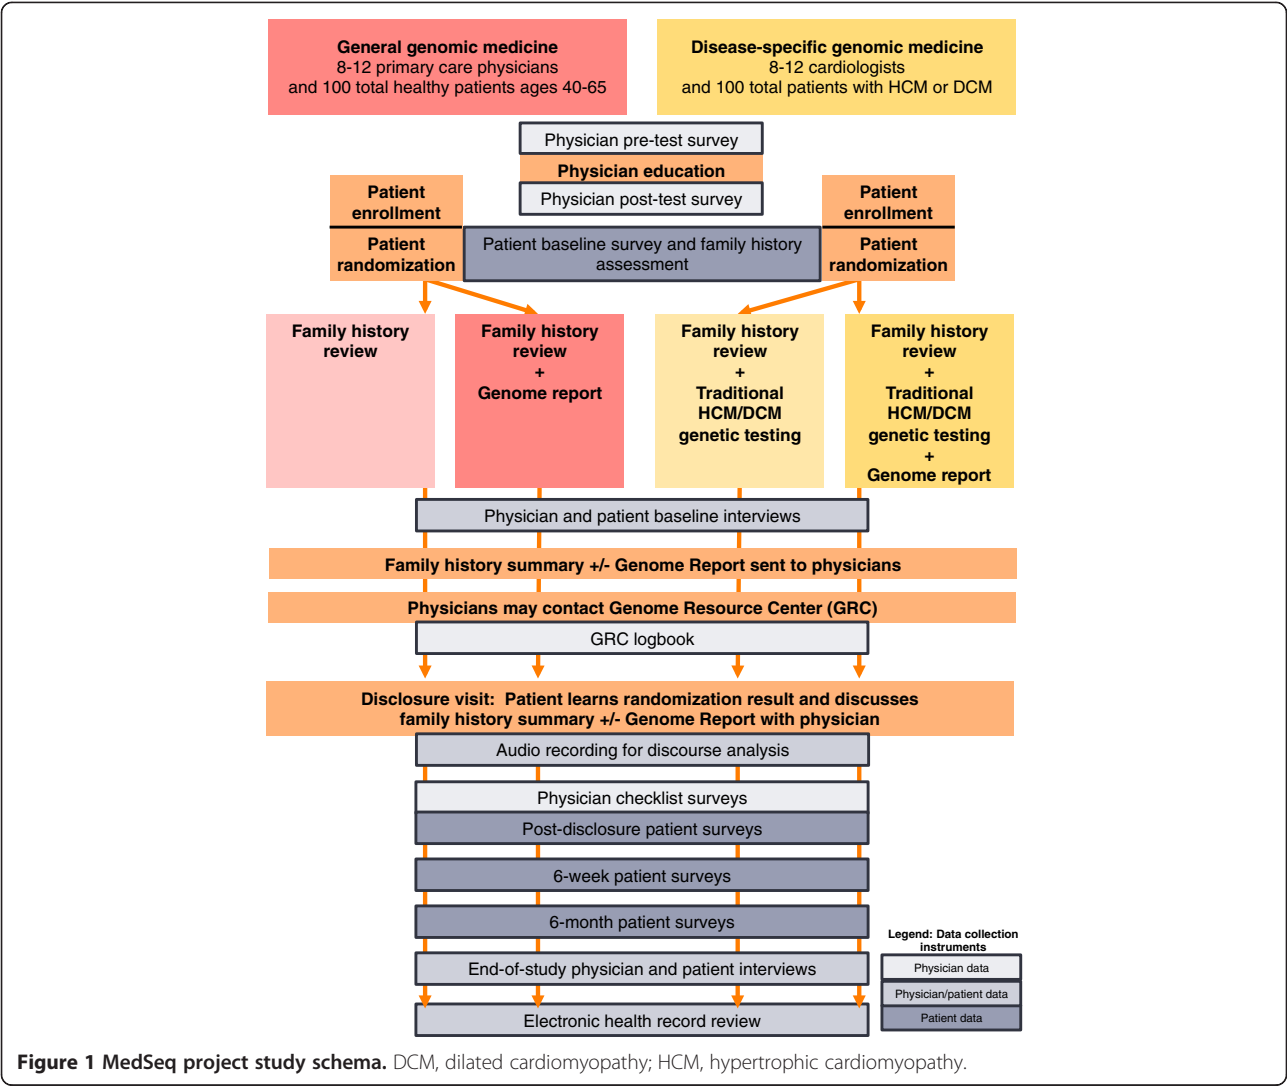 General genomic medicine
8-12 primary care physicians
and 100 total healthy patients ages 40-65
Disease-specific genomic medicine
8-12 cardiologists
and 100 total patients with HCM or DCM
Physician pre-test survey
Physician education
Physician post-test survey
Patient
enrollment
Patient
randomization
Patient baseline survey and family history
assessment
Patient
enrollment
Patient
randomization
Family history
review
Family history
review
+
Genome report
Family history
review
+
Traditional
HCM/DCM
genetic testing
Family history
review
+
Traditional
HCM/DCM
genetic testing
+
Genome report
Physician and patient baseline interviews
Family history summary +/- Genome Report sent to physicians
Physicians may contact Genome Resource Center (GRC)
GRC logbook
Disclosure visit:  Patient learns randomization result and discusses
family history summary +/- Genome Report with physician
Audio recording for discourse analysis
Physician checklist surveys
Post-disclosure patient surveys
6-week patient surveys
6-month patient surveys
End-of-study physician and patient interviews
Electronic health record review
Legend: Data collection
instruments
Physician data
Physician/patient data
Patient data
Figure 1 MedSeq project study schema. DCM, dilated cardiomyopathy; HCM, hypertrophic cardiomyopathy.